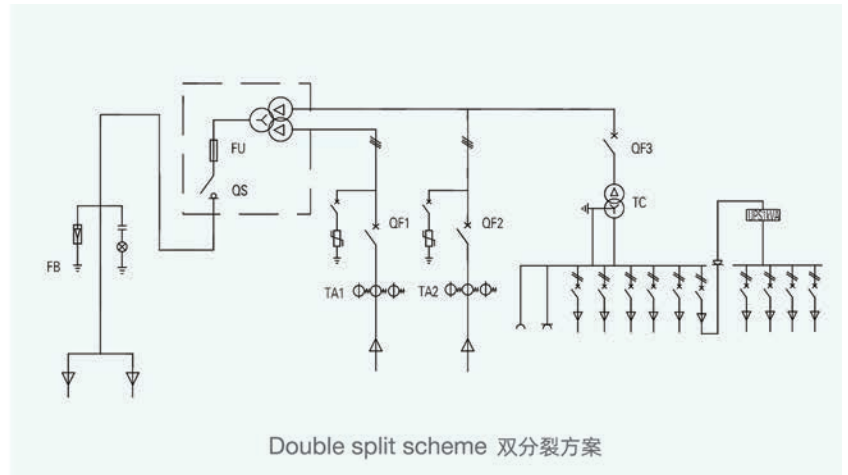 FU
QS
QF3
TC
QF1
QF2
FB
TA1
TA2
Double split scheme 双分裂方案